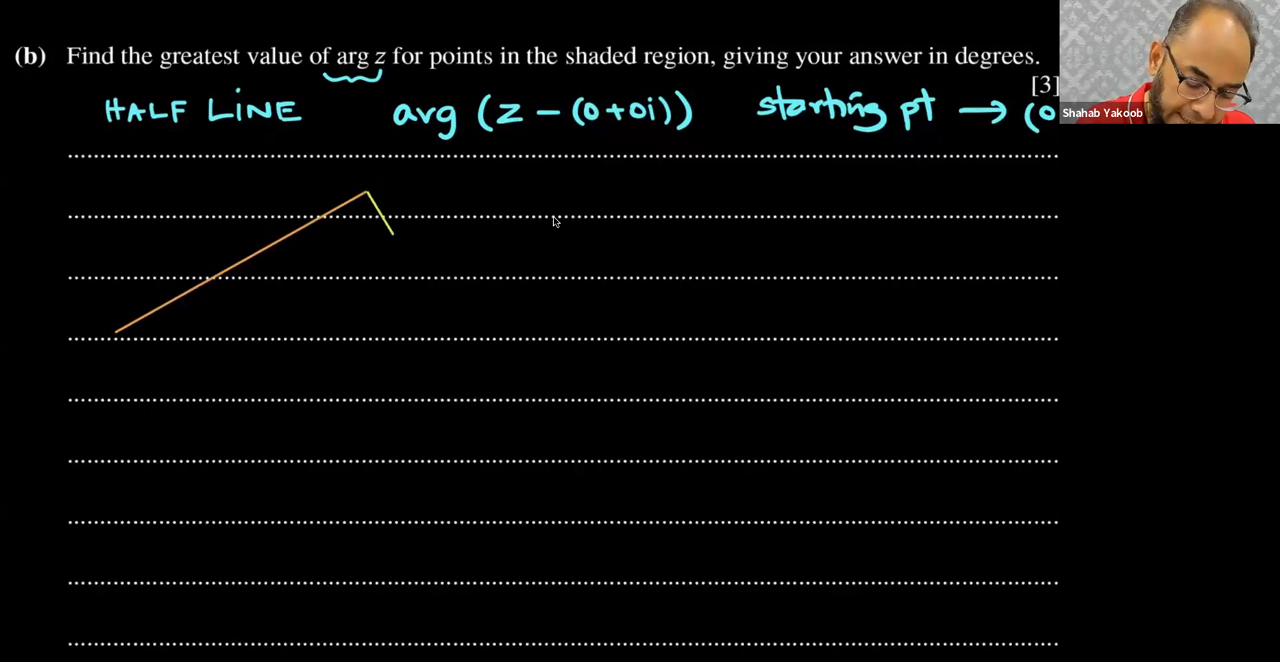 (b) Find the greatest value of arg z for points in the shaded region, giving your answer in degrees.
[3]
HALF LiNE arg (z – (0+0i)) starting pt → (0
Shahab Yakoob